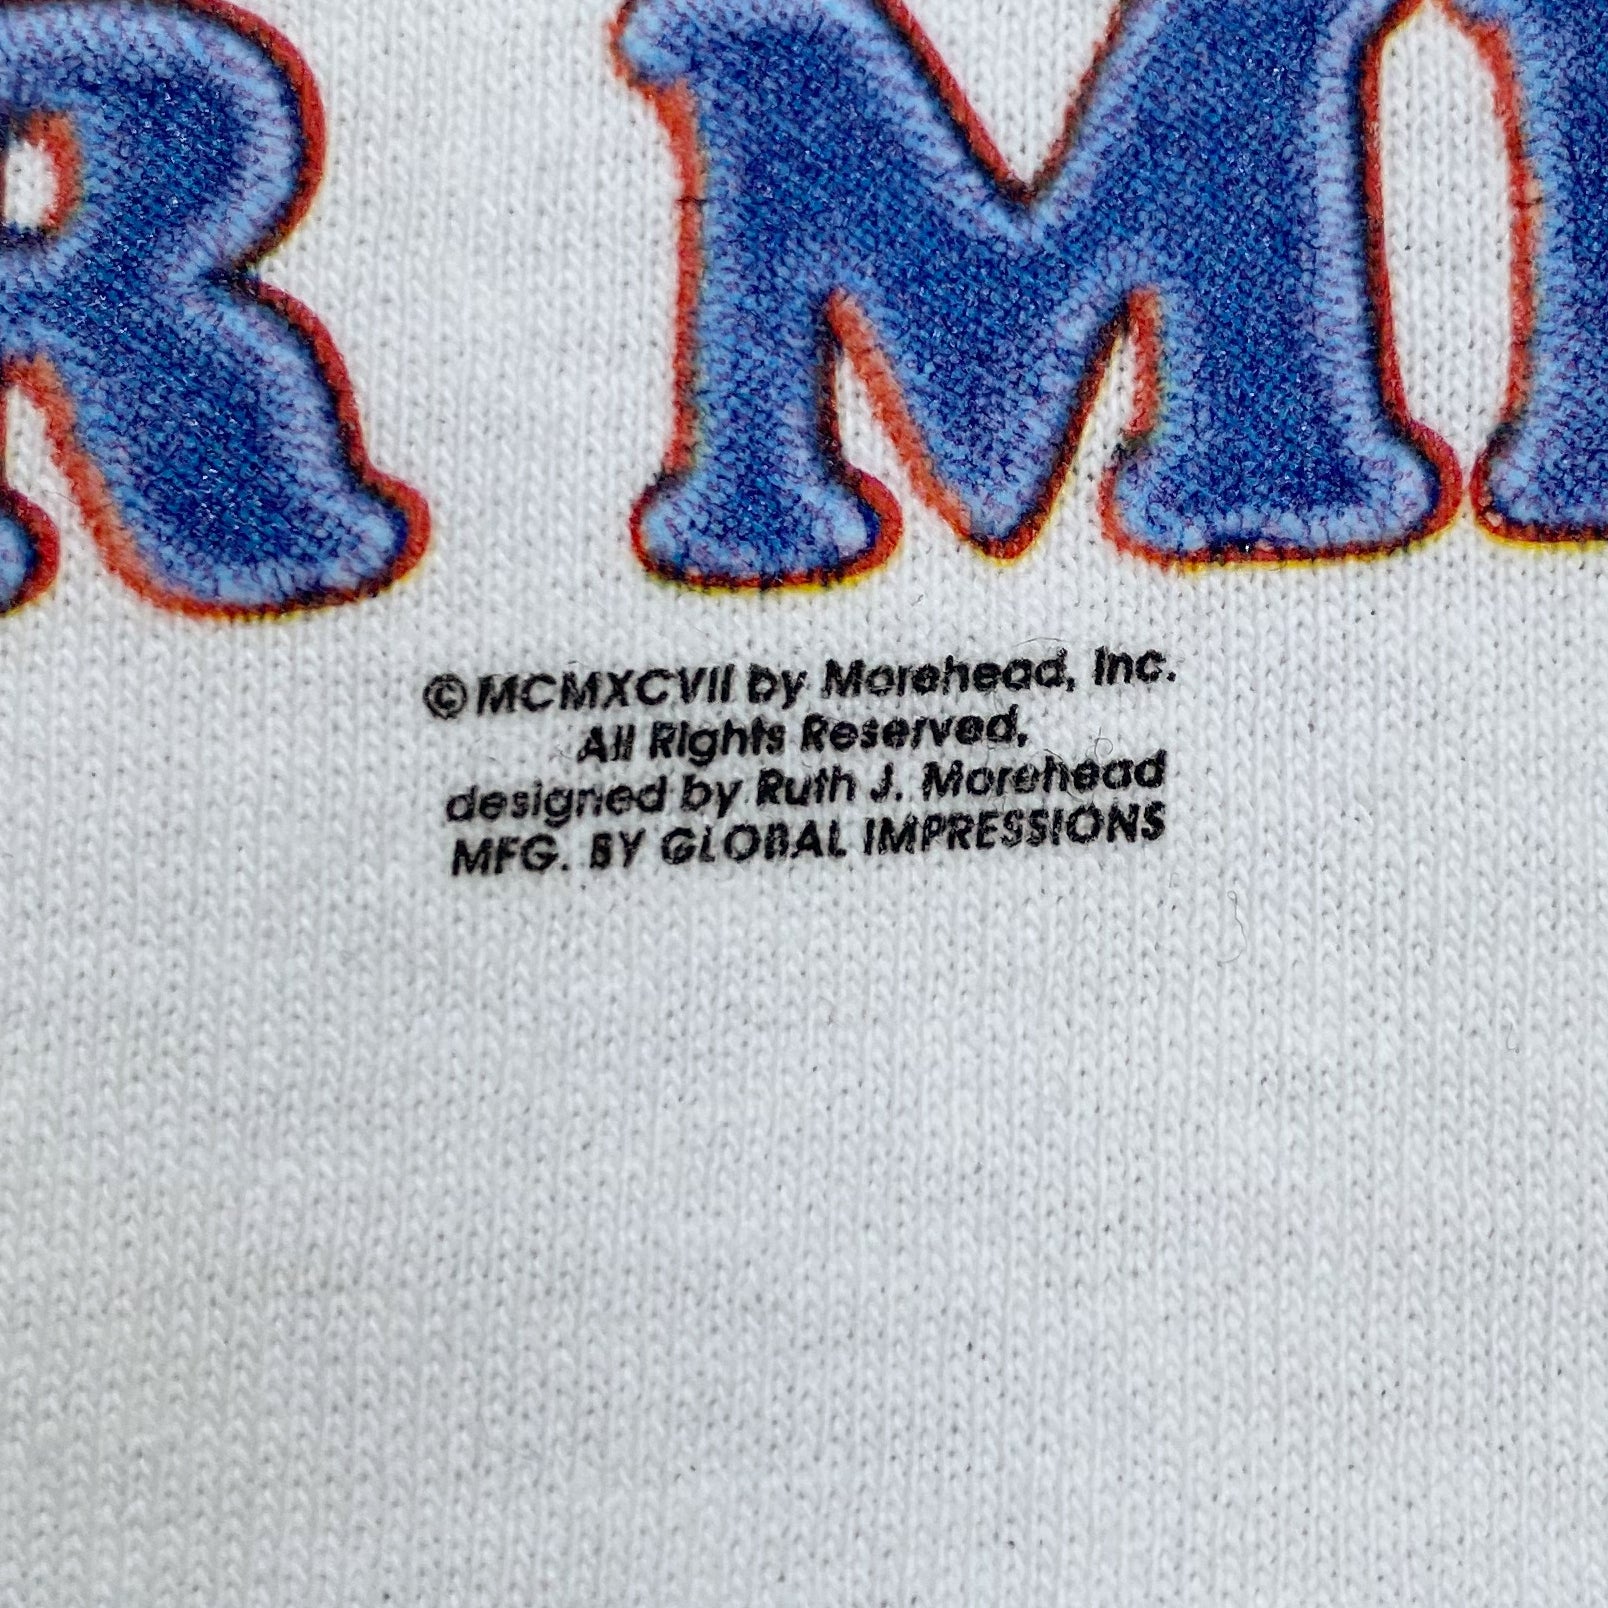 R M
©MCMXCVII by Morehead, Inc.
All Rights Reserved,
designed by Ruth J. Morehead
MFG. BY GLOBAL IMPRESSIONS